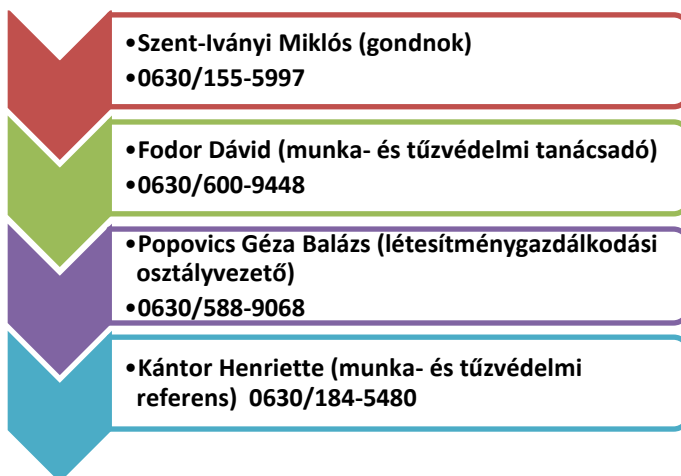 •Szent-Iványi Miklós (gondnok)
•0630/155-5997
•Fodor Dávid (munka- és tűzvédelmi tanácsadó)
•0630/600-9448
•Popovics Géza Balázs (létesítménygazdálkodási
osztályvezető)
•0630/588-9068
•Kántor Henriette (munka- és tűzvédelmi
referens) 0630/184-5480